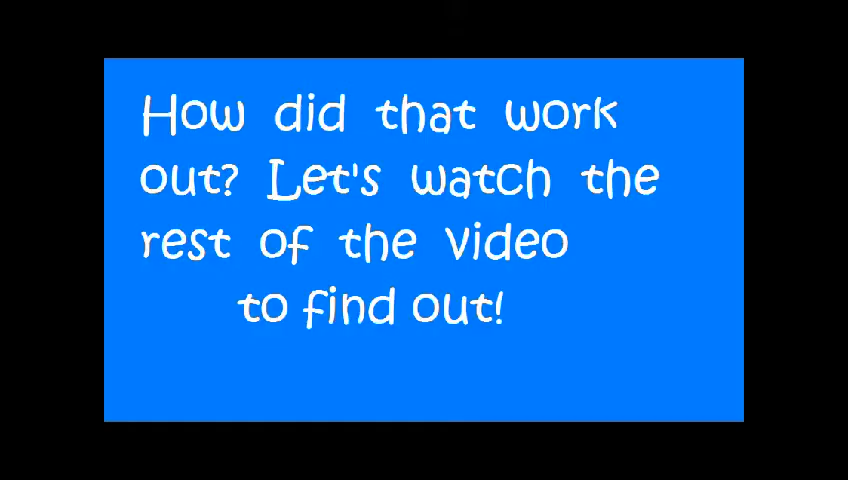 How did that work
out? Let's watch the
rest of the video
to find out!